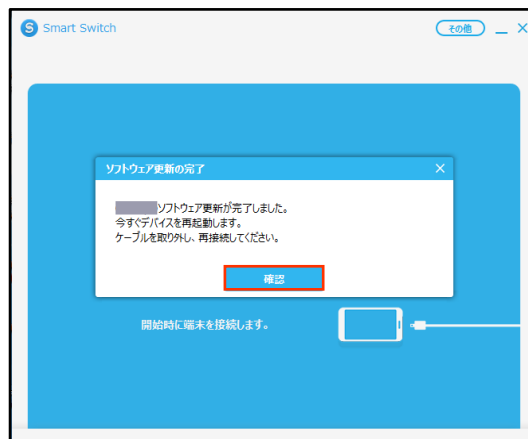 S Smart Switch
その他
ソフトウェア更新の完了
ソフトウェア更新が完了しました。
今すぐデバイスを再起動します。
ケーブルを取り外し、再接続してください。
確認
開始時に端末を接続します。